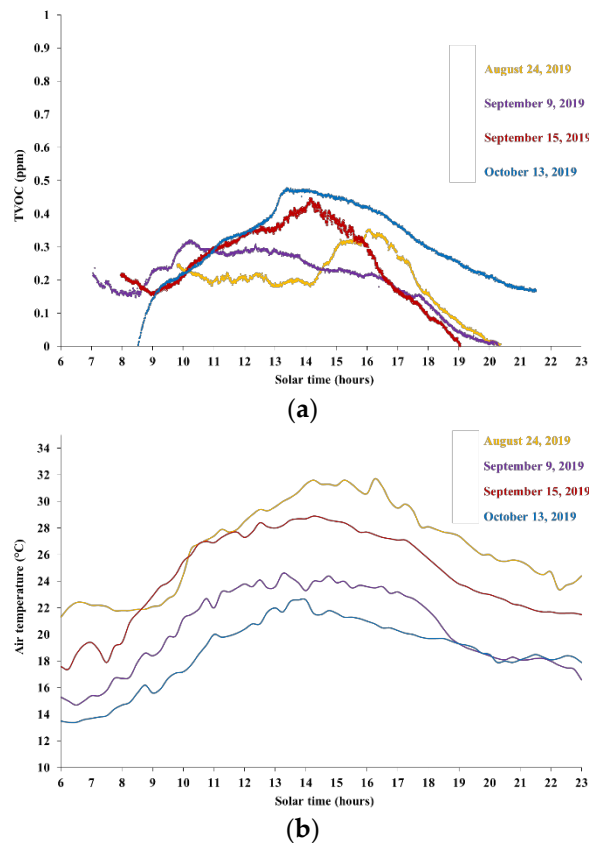 1
0.9
0.8
0.7
0.6
0.5
0.4
0.3
0.2
0.1
0
TVOC (ppm)
August 24, 2019
September 9, 2019
September 15, 2019
October 13, 2019
6 7 8 9 10 11 12 13 14 15 16 17 18 19 20 21 22 23
Solar time (hours)
(a)
34
32
30
28
26
24
22
20
18
16
14
12
10
Air temperature (°C)
August 24, 2019
September 9, 2019
September 15, 2019
October 13, 2019
6 7 8 9 10 11 12 13 14 15 16 17 18 19 20 21 22 23
Solar time (hours)
(b)